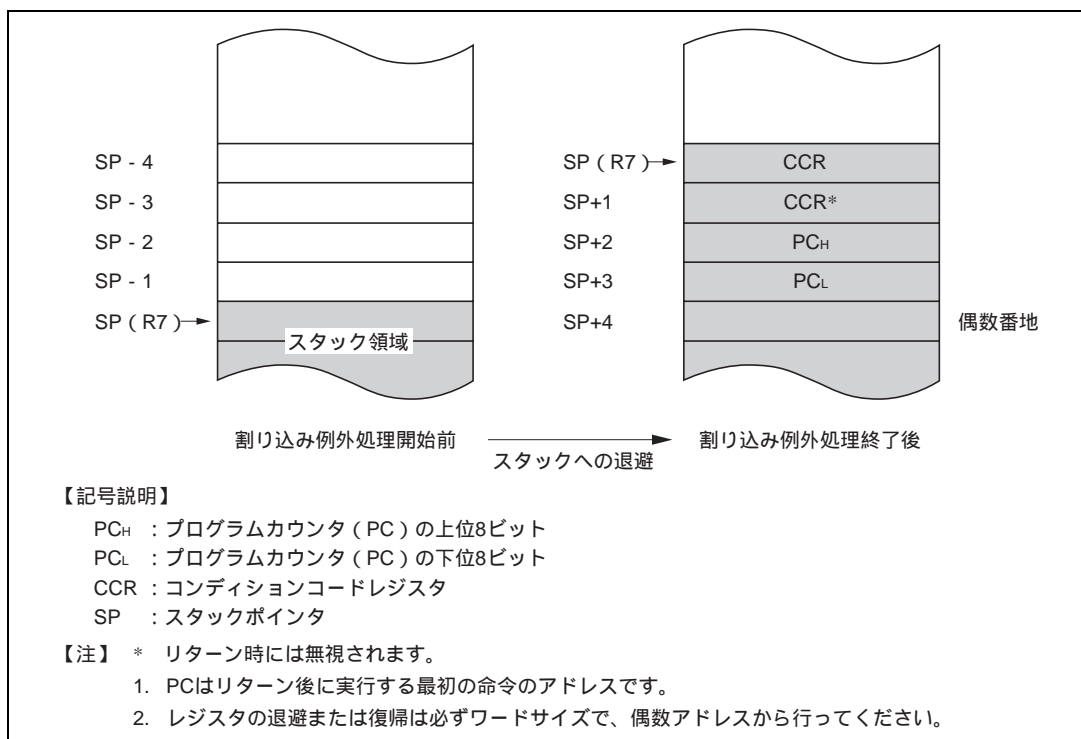 SP - 4
SP - 3
SP - 2
SP - 1
SP ( R7 )
スタック領域
SP ( R7 )
CCR
SP+1
CCR*
SP+2
PCH
SP+3
PCL
SP+4
偶数番地
割り込み例外処理開始前
スタックへの退避
割り込み例外処理終了後
【記号説明】
PCH : プログラムカウンタ ( PC ) の上位8ビット
PCL : プログラムカウンタ ( PC ) の下位8ビット
CCR : コンディションコードレジスタ
SP : スタックポインタ
【注】 * リターン時には無視されます。
1. PCはリターン後に実行する最初の命令のアドレスです。
2. レジスタの退避または復帰は必ずワードサイズで、偶数アドレスから行ってください。